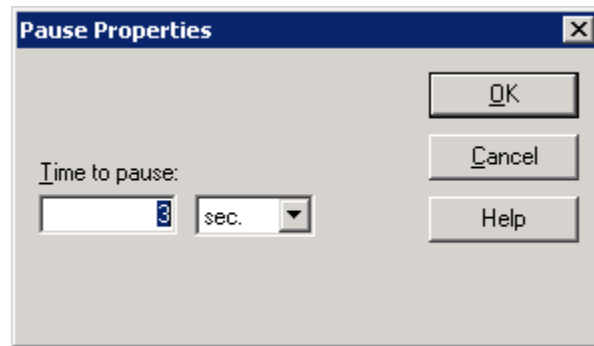 Pause Properties
OK
Cancel
Time to pause:
3 sec.
Help